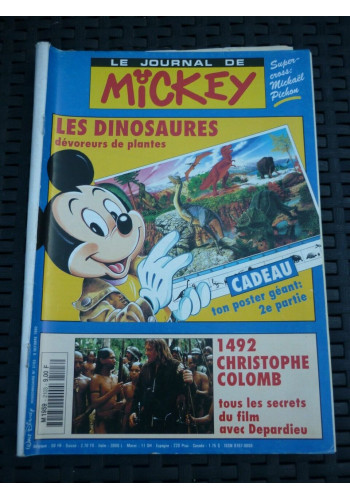 LE JOURNAL DE
MICKEY
Super-
cross:
Mickaël
Pichon
LES DINOSAURES
dévoreurs de plantes
CADEAU
ton poster géant:
2e partie
1492
CHRISTOPHE
COLOMB
tous les secrets
du film
avec Depardieu